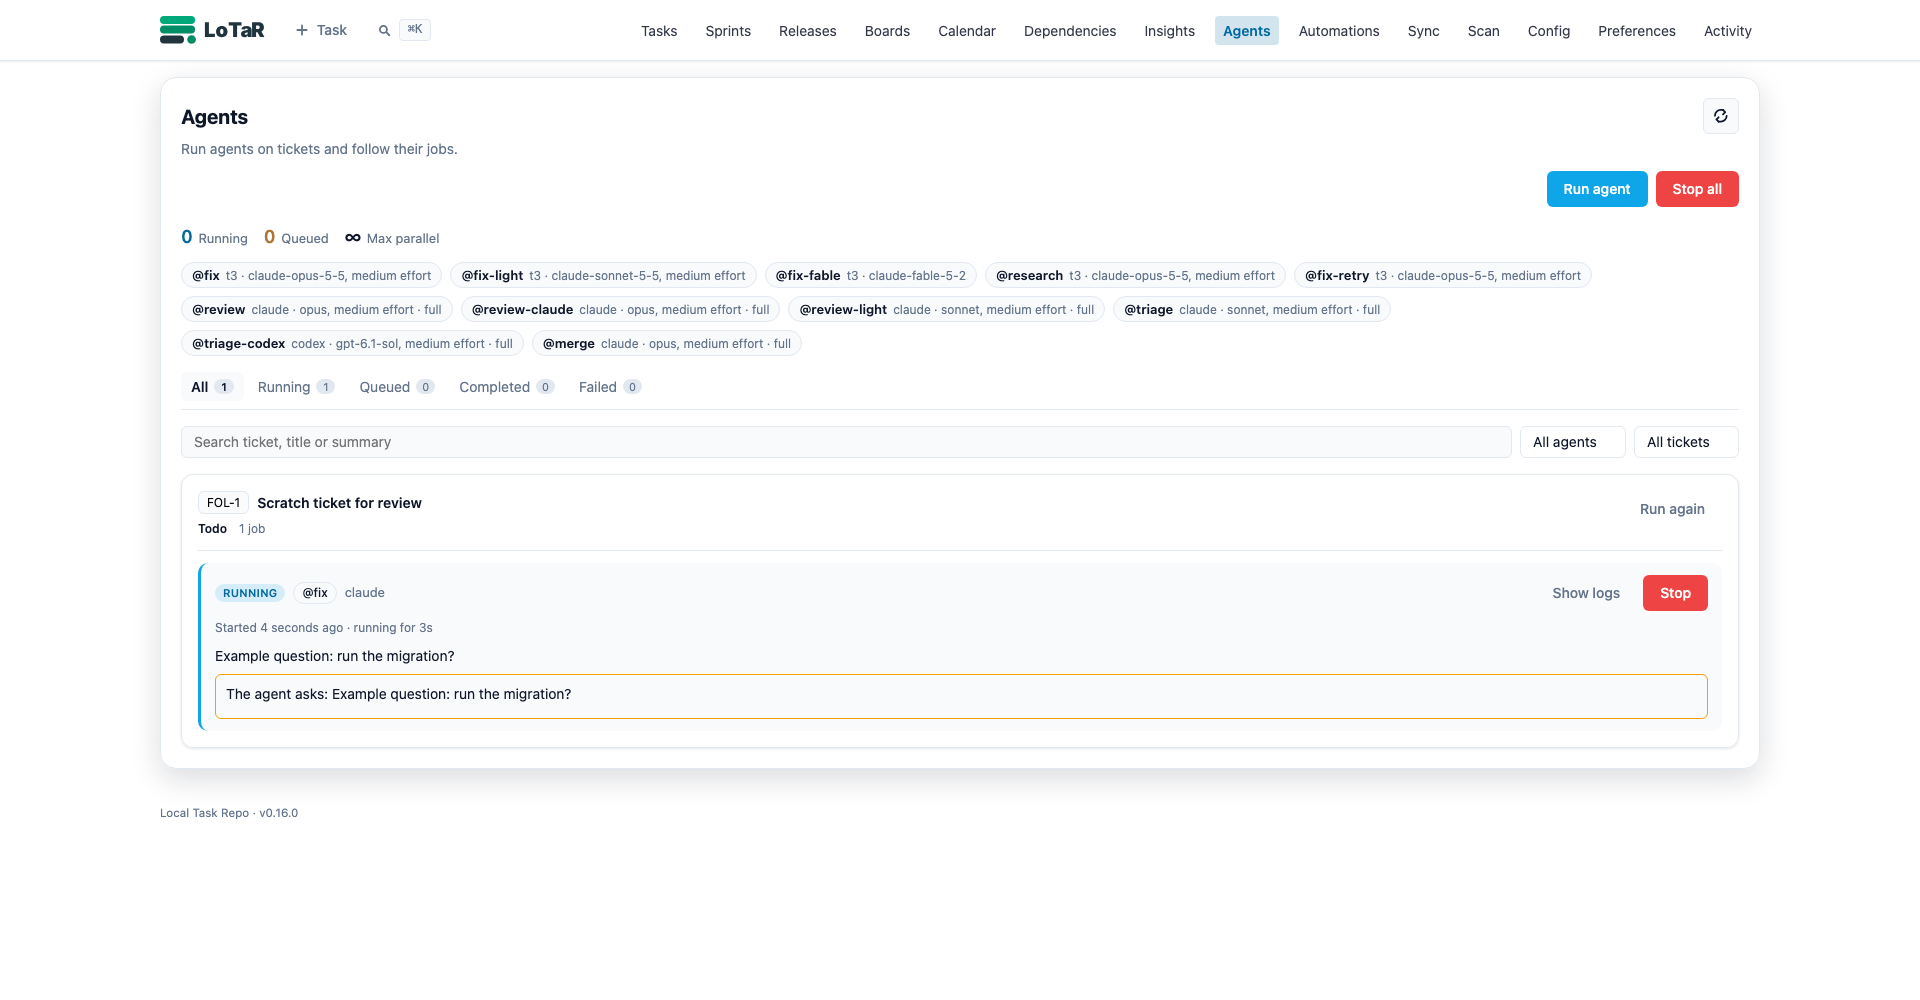 LoTaR
+ Task
⌘K
Tasks Sprints Releases Boards Calendar Dependencies Insights Agents Automations Sync Scan Config Preferences Activity
Agents
Run agents on tickets and follow their jobs.
Run agent Stop all
0 Running 0 Queued ∞ Max parallel
@fix t3 · claude-opus-5-5, medium effort @fix-light t3 · claude-sonnet-5-5, medium effort @fix-fable t3 · claude-fable-5-2 @research t3 · claude-opus-5-5, medium effort @fix-retry t3 · claude-opus-5-5, medium effort
@review claude · opus, medium effort · full @review-claude claude · opus, medium effort · full @review-light claude · sonnet, medium effort · full @triage claude · sonnet, medium effort · full
@triage-codex codex · gpt-6.1-sol, medium effort · full @merge claude · opus, medium effort · full
All 1 Running 1 Queued 0 Completed 0 Failed 0
Search ticket, title or summary All agents All tickets
FOL-1 Scratch ticket for review
Run again
Todo 1 job
RUNNING @fix claude Show logs Stop
Started 4 seconds ago · running for 3s
Example question: run the migration?
The agent asks: Example question: run the migration?
Local Task Repo · v0.16.0